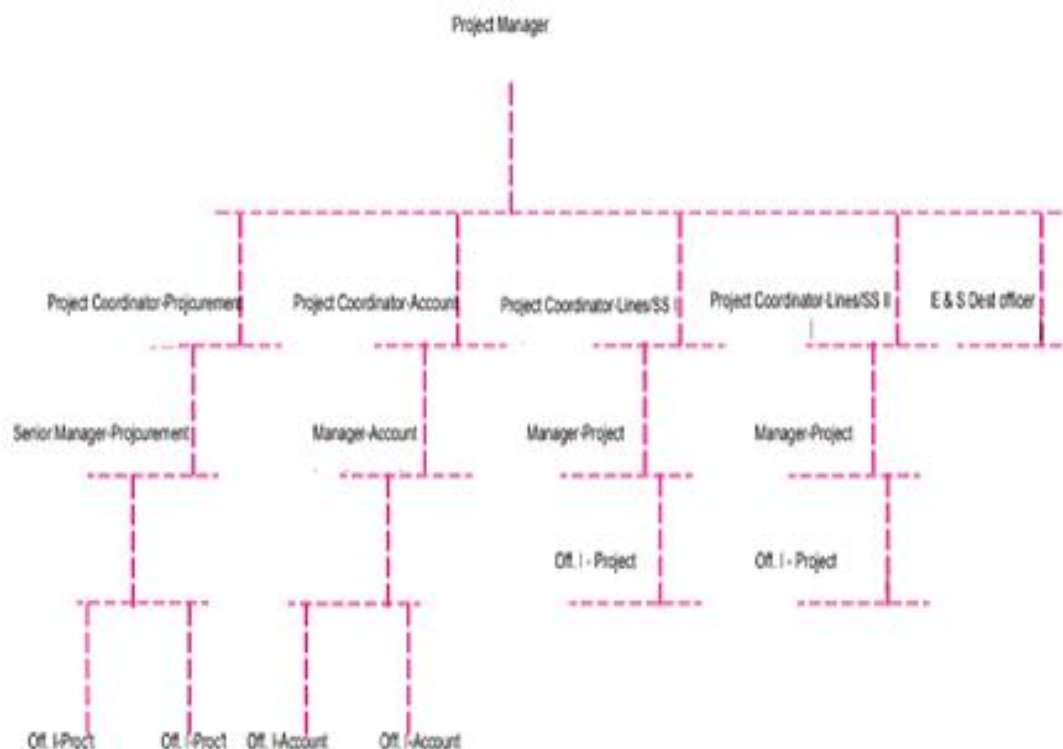 Project Manager
Project Coordinator-Projcurement
Project Coordinator-Account
Project Coordinator-Lines/SS I
Project Coordinator-Lines/SS II
E & S Dest officer
Senior Manager-Projcurement
Manager-Account
Manager-Project
Manager-Project
Off. I - Project
Off. I - Project
Off. I-Proc't
Off. I-Proc't
Off. I-Account
Off. I-Account